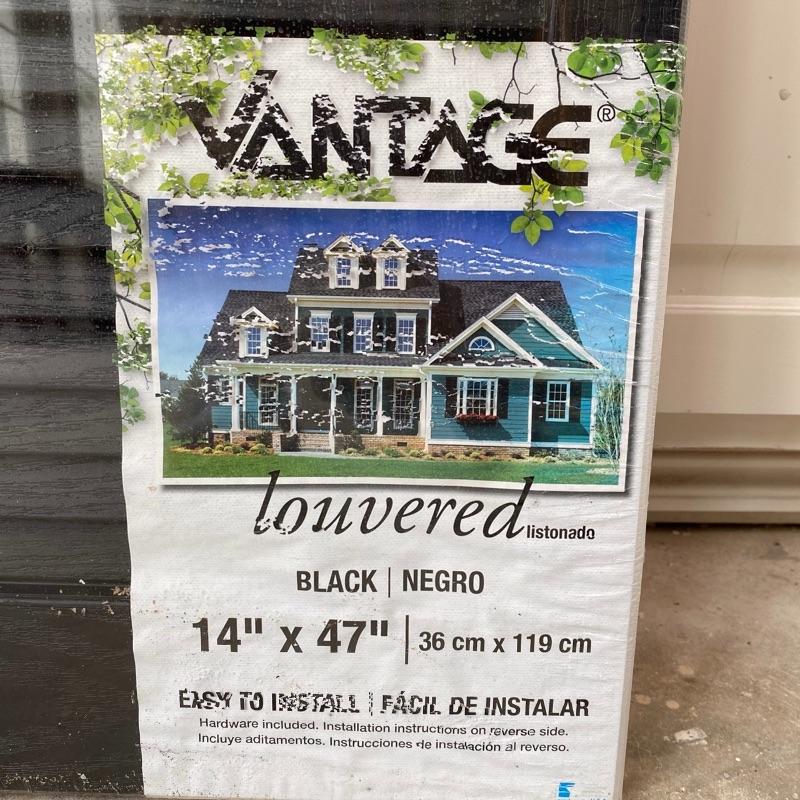 VANTAGE®
louvered listonado
BLACK | NEGRO
14" x 47" | 36 cm x 119 cm
EASY TO INSTALL | FÁCIL DE INSTALAR
Hardware included. Installation instructions on reverse side.
Incluye aditamentos. Instrucciones de instalación al reverso.